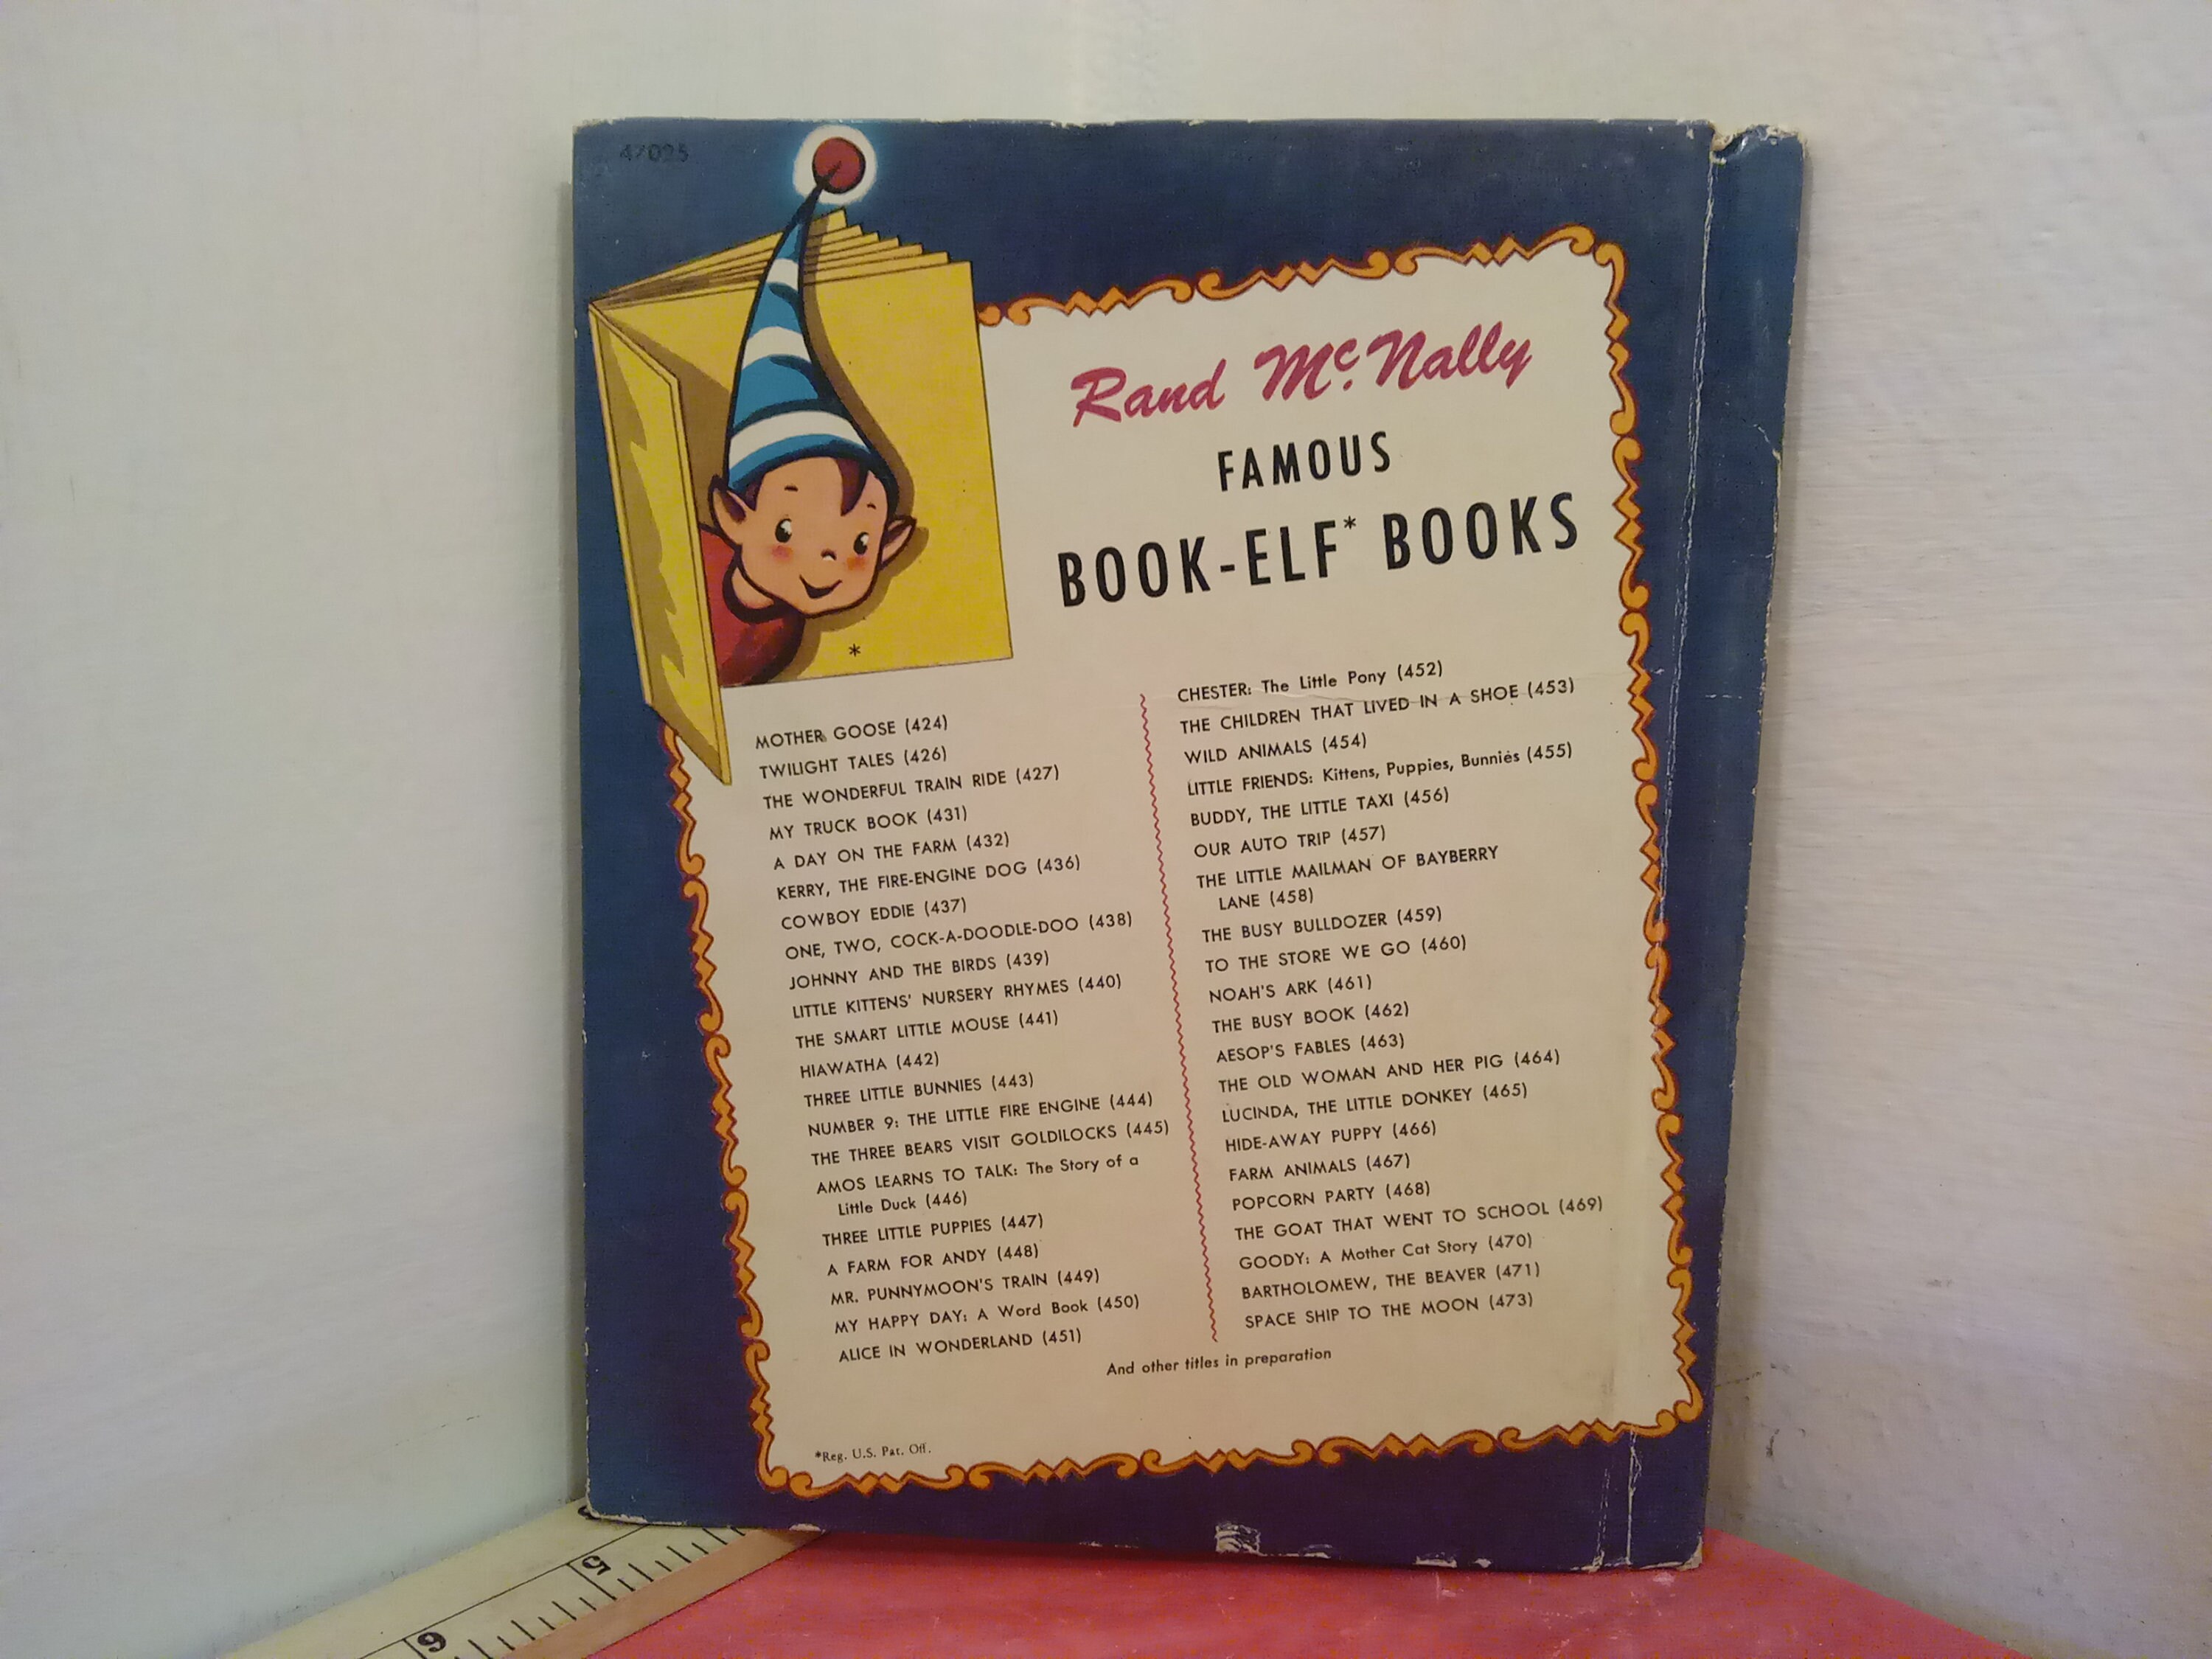 47025
Rand McNally
FAMOUS
BOOK-ELF* BOOKS
*
MOTHER GOOSE (424)
TWILIGHT TALES (426)
THE WONDERFUL TRAIN RIDE (427)
MY TRUCK BOOK (431)
A DAY ON THE FARM (432)
KERRY, THE FIRE-ENGINE DOG (436)
COWBOY EDDIE (437)
ONE, TWO, COCK-A-DOODLE-DOO (438)
JOHNNY AND THE BIRDS (439)
LITTLE KITTENS' NURSERY RHYMES (440)
THE SMART LITTLE MOUSE (441)
HIAWATHA (442)
THREE LITTLE BUNNIES (443)
NUMBER 9: THE LITTLE FIRE ENGINE (444)
THE THREE BEARS VISIT GOLDILOCKS (445)
AMOS LEARNS TO TALK: The Story of a
Little Duck (446)
THREE LITTLE PUPPIES (447)
A FARM FOR ANDY (448)
MR. PUNNYMOON'S TRAIN (449)
MY HAPPY DAY: A Word Book (450)
ALICE IN WONDERLAND (451)
CHESTER: The Little Pony (452)
THE CHILDREN THAT LIVED IN A SHOE (453)
WILD ANIMALS (454)
LITTLE FRIENDS: Kittens, Puppies, Bunnies (455)
BUDDY, THE LITTLE TAXI (456)
OUR AUTO TRIP (457)
THE LITTLE MAILMAN OF BAYBERRY
LANE (458)
THE BUSY BULLDOZER (459)
TO THE STORE WE GO (460)
NOAH'S ARK (461)
THE BUSY BOOK (462)
AESOP'S FABLES (463)
THE OLD WOMAN AND HER PIG (464)
LUCINDA, THE LITTLE DONKEY (465)
HIDE-AWAY PUPPY (466)
FARM ANIMALS (467)
POPCORN PARTY (468)
THE GOAT THAT WENT TO SCHOOL (469)
GOODY: A Mother Cat Story (470)
BARTHOLOMEW, THE BEAVER (471)
SPACE SHIP TO THE MOON (473)
And other titles in preparation
*Reg. U.S. Pat. Off.
5
6